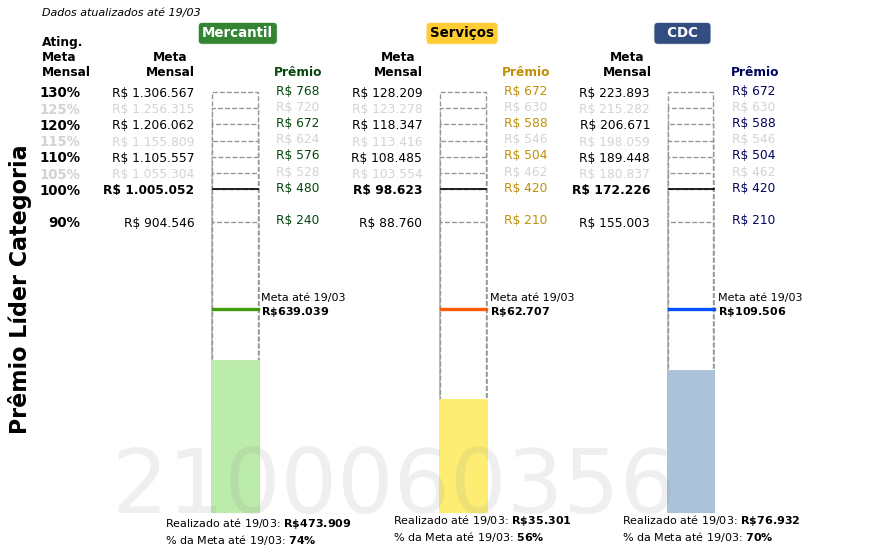 Dados atualizados até 19/03
Mercantil Serviços CDC
Ating. Meta Mensal Meta Mensal Prêmio Meta Mensal Prêmio Meta Mensal Prêmio
130% R$ 1.306.567 R$ 768 R$ 128.209 R$ 672 R$ 223.893 R$ 672
125% R$ 1.256.315 R$ 720 R$ 123.278 R$ 630 R$ 215.282 R$ 630
120% R$ 1.206.062 R$ 672 R$ 118.347 R$ 588 R$ 206.671 R$ 588
115% R$ 1.155.809 R$ 624 R$ 113.416 R$ 546 R$ 198.059 R$ 546
110% R$ 1.105.557 R$ 576 R$ 108.485 R$ 504 R$ 189.448 R$ 504
105% R$ 1.055.304 R$ 528 R$ 103.554 R$ 462 R$ 180.837 R$ 462
100% R$ 1.005.052 R$ 480 R$ 98.623 R$ 420 R$ 172.226 R$ 420
90% R$ 904.546 R$ 240 R$ 88.760 R$ 210 R$ 155.003 R$ 210
Prêmio Líder Categoria
Meta até 19/03 Meta até 19/03 Meta até 19/03
R$639.039 R$62.707 R$109.506
2100060356
Realizado até 19/03: R$473.909 Realizado até 19/03: R$35.301 Realizado até 19/03: R$76.932
% da Meta até 19/03: 74% % da Meta até 19/03: 56% % da Meta até 19/03: 70%